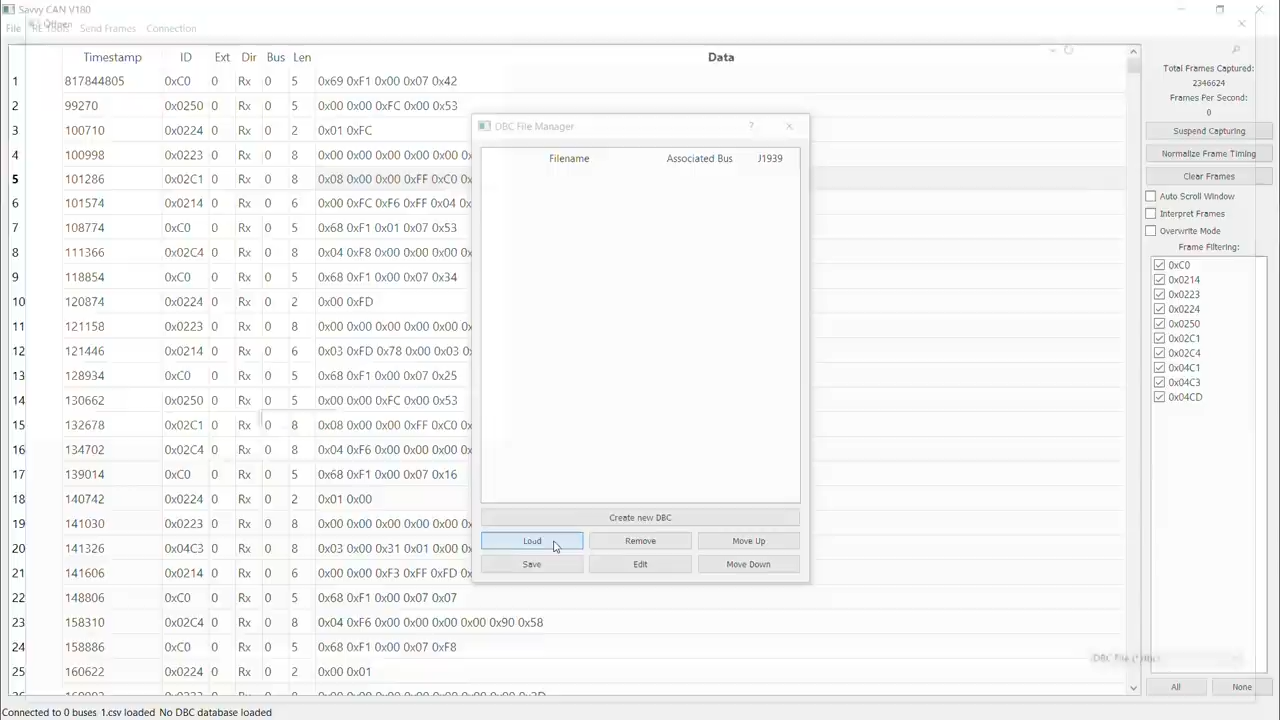 Savvy CAN V180
Öffnen
File RE Tools Send Frames Connection
Timestamp ID Ext Dir Bus Len Data
1 817844805 0xC0 0 Rx 0 5 0x69 0xF1 0x00 0x07 0x42
2 99270 0x0250 0 Rx 0 5 0x00 0x00 0xFC 0x00 0x53
3 100710 0x0224 0 Rx 0 2 0x01 0xFC
4 100998 0x0223 0 Rx 0 8 0x00 0x00 0x00 0x00 0x
5 101286 0x02C1 0 Rx 0 8 0x08 0x00 0x00 0xFF 0xC0 0x
6 101574 0x0214 0 Rx 0 6 0x00 0xFC 0xF6 0xFF 0x04 0x
7 108774 0xC0 0 Rx 0 5 0x68 0xF1 0x01 0x07 0x53
8 111366 0x02C4 0 Rx 0 8 0x04 0xF8 0x00 0x00 0x00 0x
9 118854 0xC0 0 Rx 0 5 0x68 0xF1 0x00 0x07 0x34
10 120874 0x0224 0 Rx 0 2 0x00 0xFD
11 121158 0x0223 0 Rx 0 8 0x00 0x00 0x00 0x00 0x
12 121446 0x0214 0 Rx 0 6 0x03 0xFD 0x78 0x00 0x03 0x
13 128934 0xC0 0 Rx 0 5 0x68 0xF1 0x00 0x07 0x25
14 130662 0x0250 0 Rx 0 5 0x00 0x00 0xFC 0x00 0x53
15 132678 0x02C1 0 Rx 0 8 0x08 0x00 0x00 0xFF 0xC0 0x
16 134702 0x02C4 0 Rx 0 8 0x04 0xF6 0x00 0x00 0x00 0x
17 139014 0xC0 0 Rx 0 5 0x68 0xF1 0x00 0x07 0x16
18 140742 0x0224 0 Rx 0 2 0x01 0x00
19 141030 0x0223 0 Rx 0 8 0x00 0x00 0x00 0x00 0x
20 141326 0x04C3 0 Rx 0 8 0x03 0x00 0x31 0x01 0x00 0x
21 141606 0x0214 0 Rx 0 6 0x00 0x00 0xF3 0xFF 0xFD 0x
22 148806 0xC0 0 Rx 0 5 0x68 0xF1 0x00 0x07 0x07
23 158310 0x02C4 0 Rx 0 8 0x04 0xF6 0x00 0x00 0x00 0x00 0x90 0x58
24 158886 0xC0 0 Rx 0 5 0x68 0xF1 0x00 0x07 0xF8
25 160622 0x0224 0 Rx 0 2 0x00 0x01
DBC File Manager
Filename Associated Bus J1939
Create new DBC
Load Remove Move Up
Save Edit Move Down
Total Frames Captured:
2346624
Frames Per Second:
0
Suspend Capturing
Normalize Frame Timing
Clear Frames
Auto Scroll Window
Interpret Frames
Overwrite Mode
Frame Filtering:
0xC0
0x0214
0x0223
0x0224
0x0250
0x02C1
0x02C4
0x04C1
0x04C3
0x04CD
All None
Connected to 0 buses 1.csv loaded No DBC database loaded